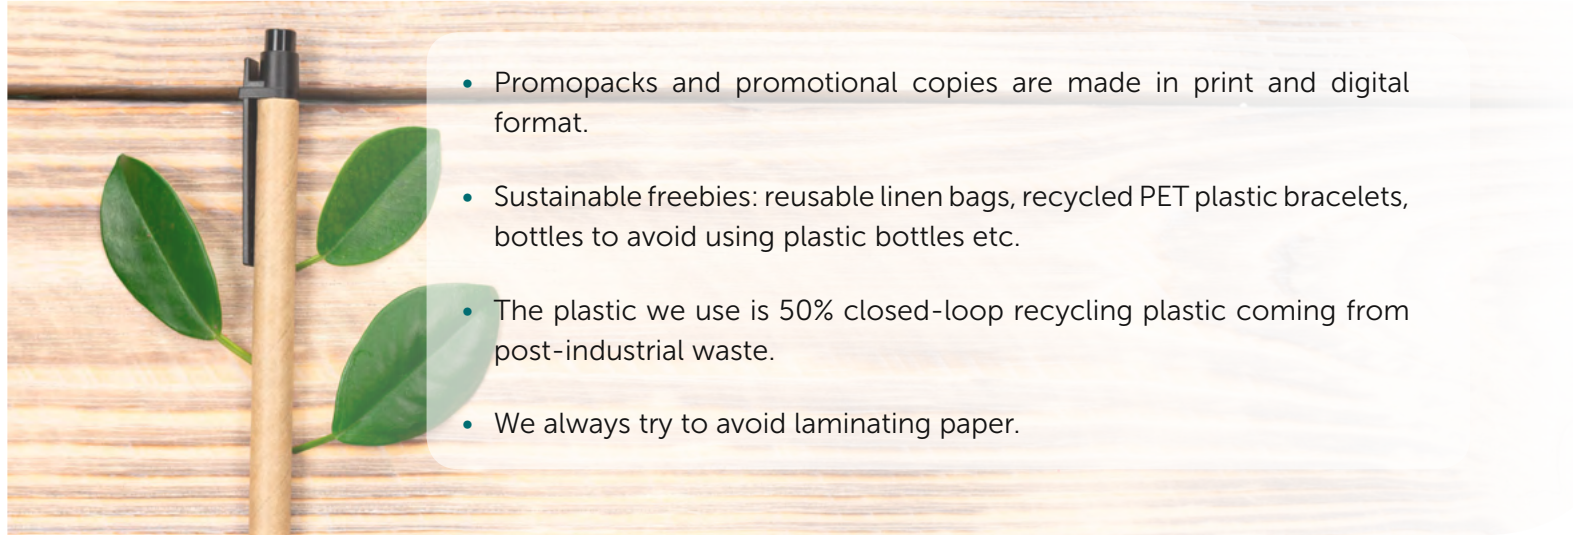 • Promopacks and promotional copies are made in print and digital
format.
• Sustainable freebies: reusable linen bags, recycled PET plastic bracelets,
bottles to avoid using plastic bottles etc.
• The plastic we use is 50% closed-loop recycling plastic coming from
post-industrial waste.
• We always try to avoid laminating paper.